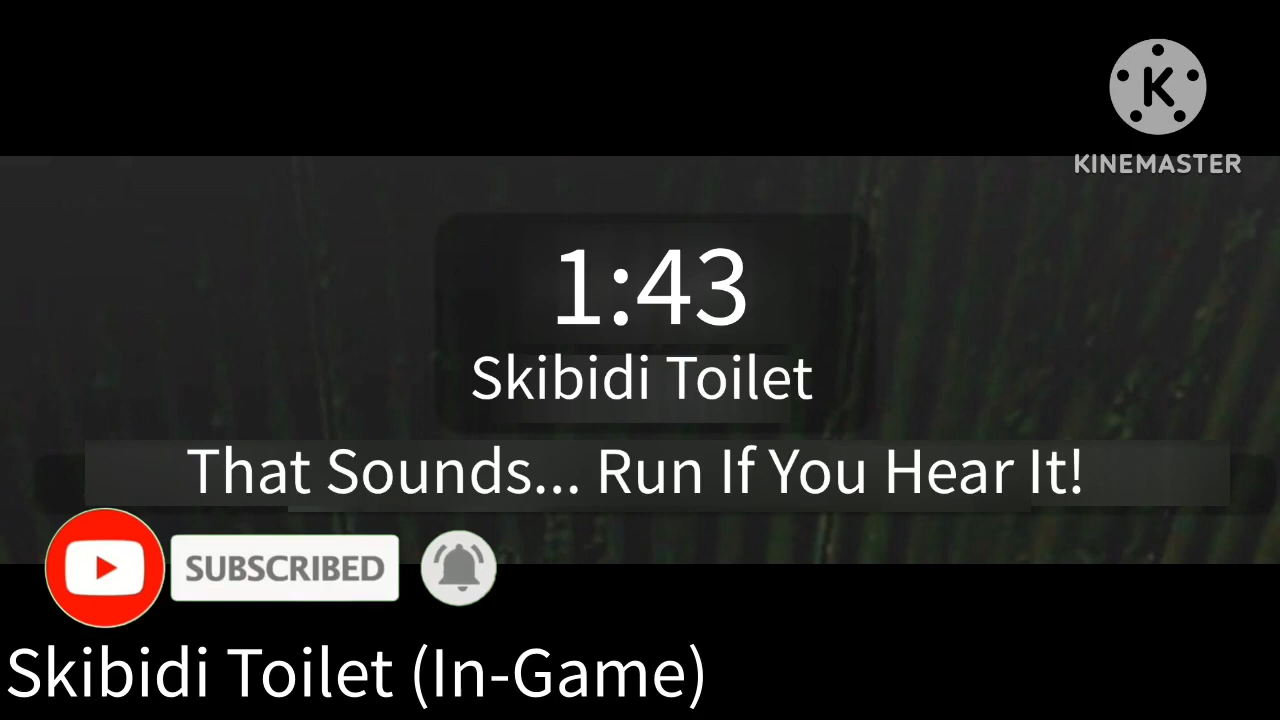 K
KINEMASTER
1:43
Skibidi Toilet
That Sounds... Run If You Hear It!
SUBSCRIBED
Skibidi Toilet (In-Game)